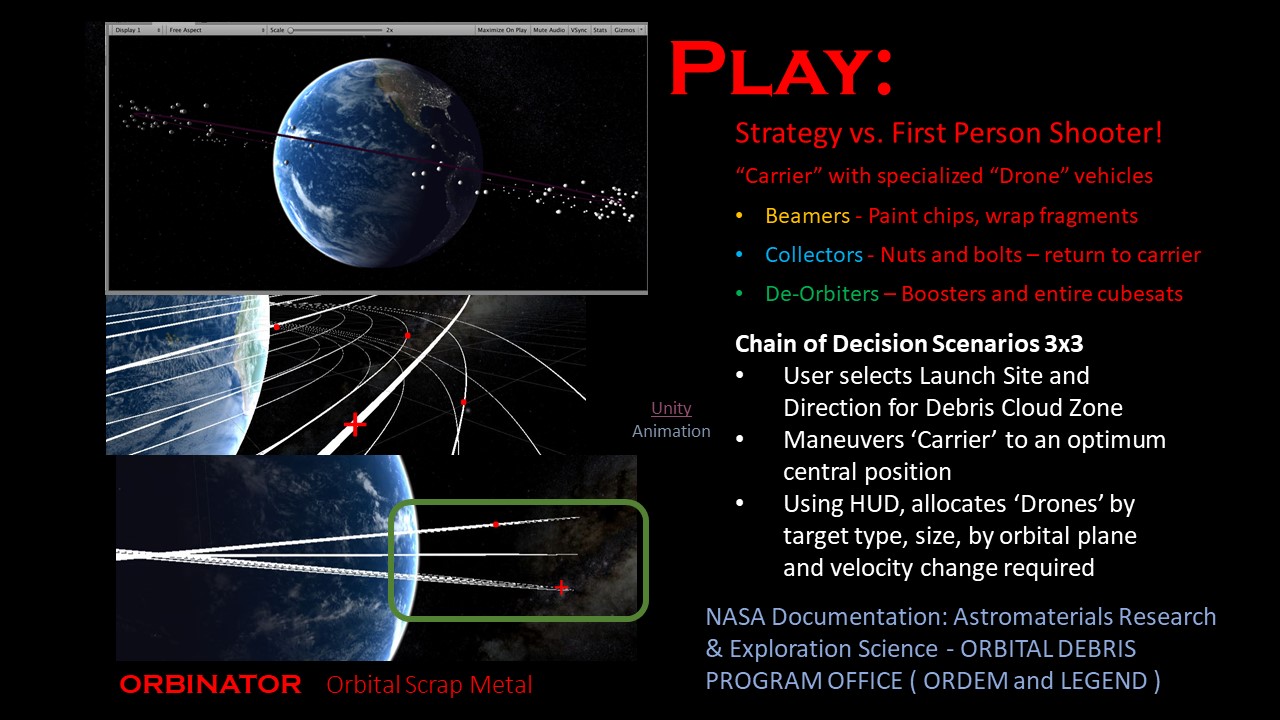 Display 1 Free Aspect Scale 2x Maximize On Play Mute Audio VSync Stats Gizmos
PLAY:
Strategy vs. First Person Shooter!
“Carrier” with specialized “Drone” vehicles
• Beamers - Paint chips, wrap fragments
• Collectors - Nuts and bolts – return to carrier
• De-Orbiters – Boosters and entire cubesats
Chain of Decision Scenarios 3x3
• User selects Launch Site and
Direction for Debris Cloud Zone
• Maneuvers ‘Carrier’ to an optimum
central position
• Using HUD, allocates ‘Drones’ by
target type, size, by orbital plane
and velocity change required
Unity
Animation
NASA Documentation: Astromaterials Research
& Exploration Science - ORBITAL DEBRIS
PROGRAM OFFICE ( ORDEM and LEGEND )
ORBINATOR Orbital Scrap Metal